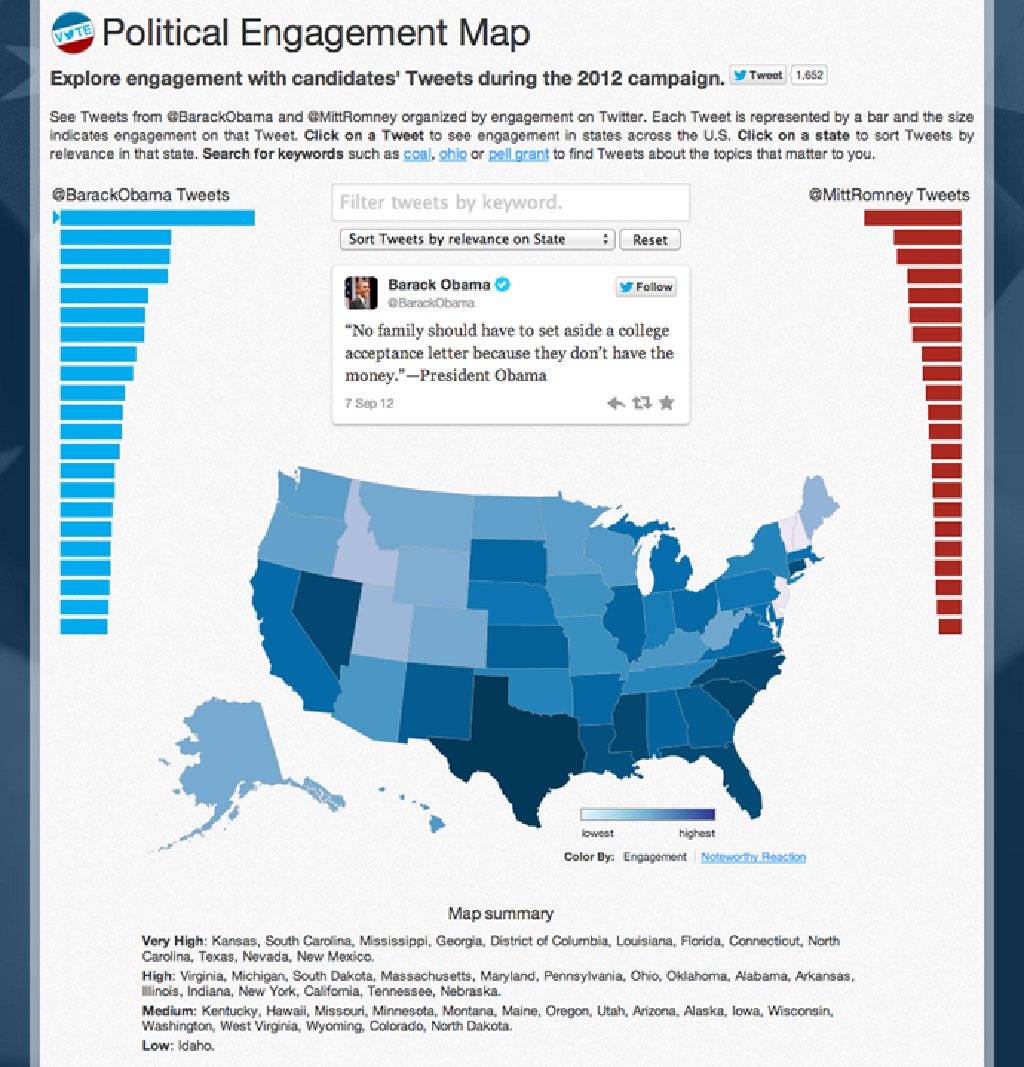 VOTE
Political Engagement Map
Explore engagement with candidates' Tweets during the 2012 campaign. Tweet 1,652
See Tweets from @BarackObama and @MittRomney organized by engagement on Twitter. Each Tweet is represented by a bar and the size
indicates engagement on that Tweet. Click on a Tweet to see engagement in states across the U.S. Click on a state to sort Tweets by
relevance in that state. Search for keywords such as coal, ohio or pell grant to find Tweets about the topics that matter to you.
@BarackObama Tweets
@MittRomney Tweets
Filter tweets by keyword.
Sort Tweets by relevance on State Reset
Barack Obama Follow
@BarackObama
“No family should have to set aside a college
acceptance letter because they don’t have the
money.”—President Obama
7 Sep 12
lowest highest
Color By: Engagement Noteworthy Reaction
Map summary
Very High: Kansas, South Carolina, Mississippi, Georgia, District of Columbia, Louisiana, Florida, Connecticut, North
Carolina, Texas, Nevada, New Mexico.
High: Virginia, Michigan, South Dakota, Massachusetts, Maryland, Pennsylvania, Ohio, Oklahoma, Alabama, Arkansas,
Illinois, Indiana, New York, California, Tennessee, Nebraska.
Medium: Kentucky, Hawaii, Missouri, Minnesota, Montana, Maine, Oregon, Utah, Arizona, Alaska, Iowa, Wisconsin,
Washington, West Virginia, Wyoming, Colorado, North Dakota.
Low: Idaho.